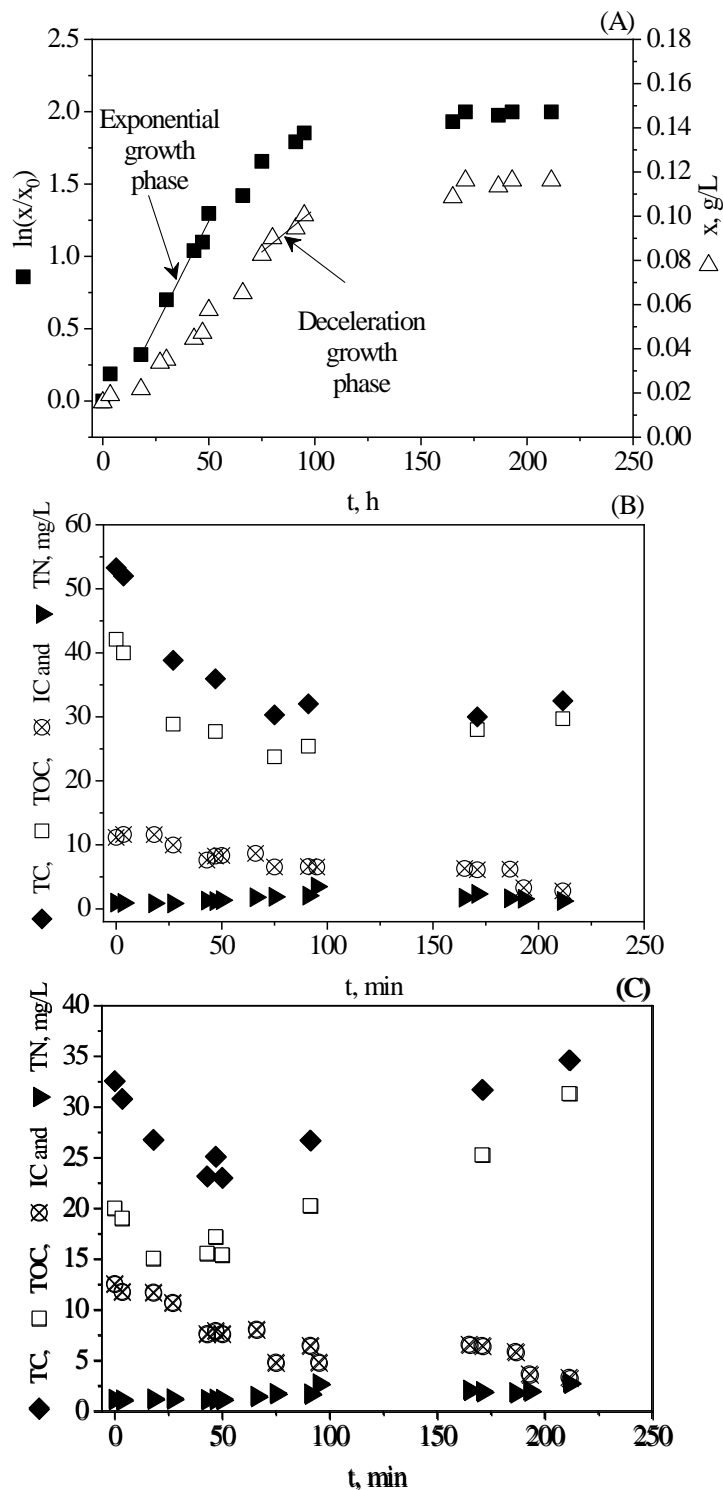 (A)
2.5
2.0
1.5
1.0
0.5
0.0
■ ln(x/x0)
0.18
0.16
0.14
0.12
0.10
0.08
0.06
0.04
0.02
0.00
△ x, g/L
Exponential
growth
phase
Deceleration
growth
phase
0 50 100 150 200 250
t, h
(B)
60
50
40
30
20
10
0
◆ TC, □ TOC, ⊗ IC and ▶ TN, mg/L
0 50 100 150 200 250
t, min
(C)
40
35
30
25
20
15
10
5
0
◆ TC, □ TOC, ⊗ IC and ▶ TN, mg/L
0 50 100 150 200 250
t, min